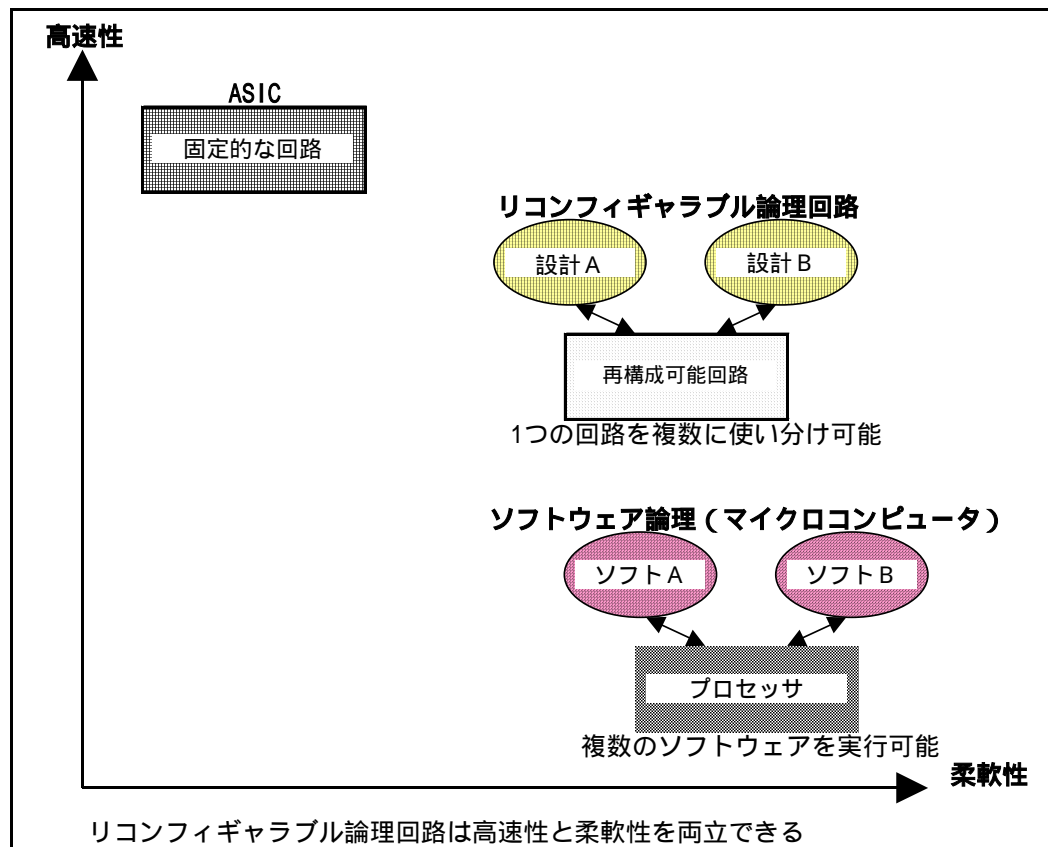 高速性
ASIC
固定的な回路
リコンフィギャラブル論理回路
設計A
設計B
再構成可能回路
1つの回路を複数に使い分け可能
ソフトウェア論理(マイクロコンピュータ)
ソフトA
ソフトB
プロセッサ
複数のソフトウェアを実行可能
柔軟性
リコンフィギャラブル論理回路は高速性と柔軟性を両立できる